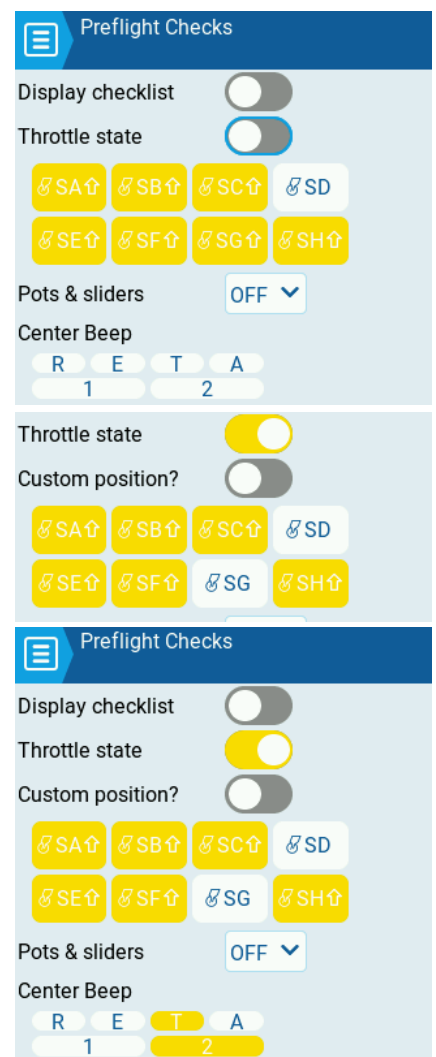 Preflight Checks
Display checklist
Throttle state
SA⇧ SB⇧ SC⇧ SD
SE⇧ SF⇧ SG⇧ SH⇧
Pots & sliders OFF
Center Beep
R E T A
1 2
Throttle state
Custom position?
SA⇧ SB⇧ SC⇧ SD
SE⇧ SF⇧ SG SH⇧
Preflight Checks
Display checklist
Throttle state
Custom position?
SA⇧ SB⇧ SC⇧ SD
SE⇧ SF⇧ SG SH⇧
Pots & sliders OFF
Center Beep
R E T A
1 2